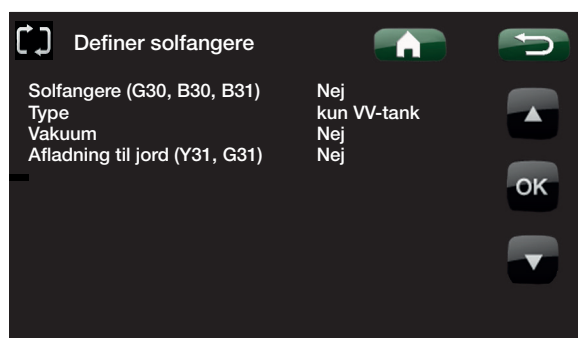 Definer solfangere
Solfangere (G30, B30, B31) Nej
Type kun VV-tank
Vakuum Nej
Afladning til jord (Y31, G31) Nej
OK